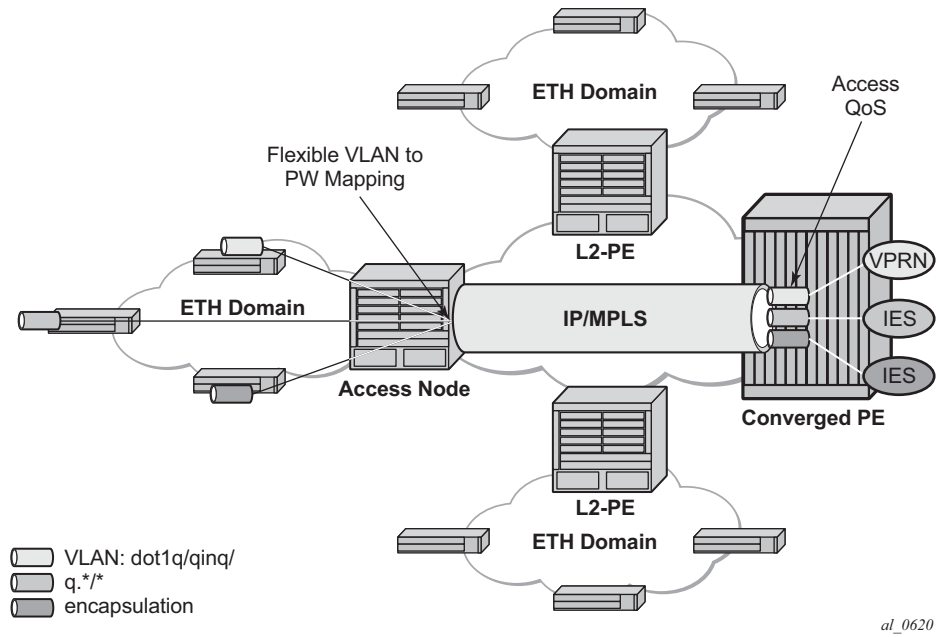 ETH Domain
Access
QoS
Flexible VLAN to
PW Mapping
L2-PE
VPRN
ETH Domain
IP/MPLS
IES
Access Node
IES
Converged PE
L2-PE
ETH Domain
VLAN: dot1q/qinq/
q.*/*
encapsulation
al_0620